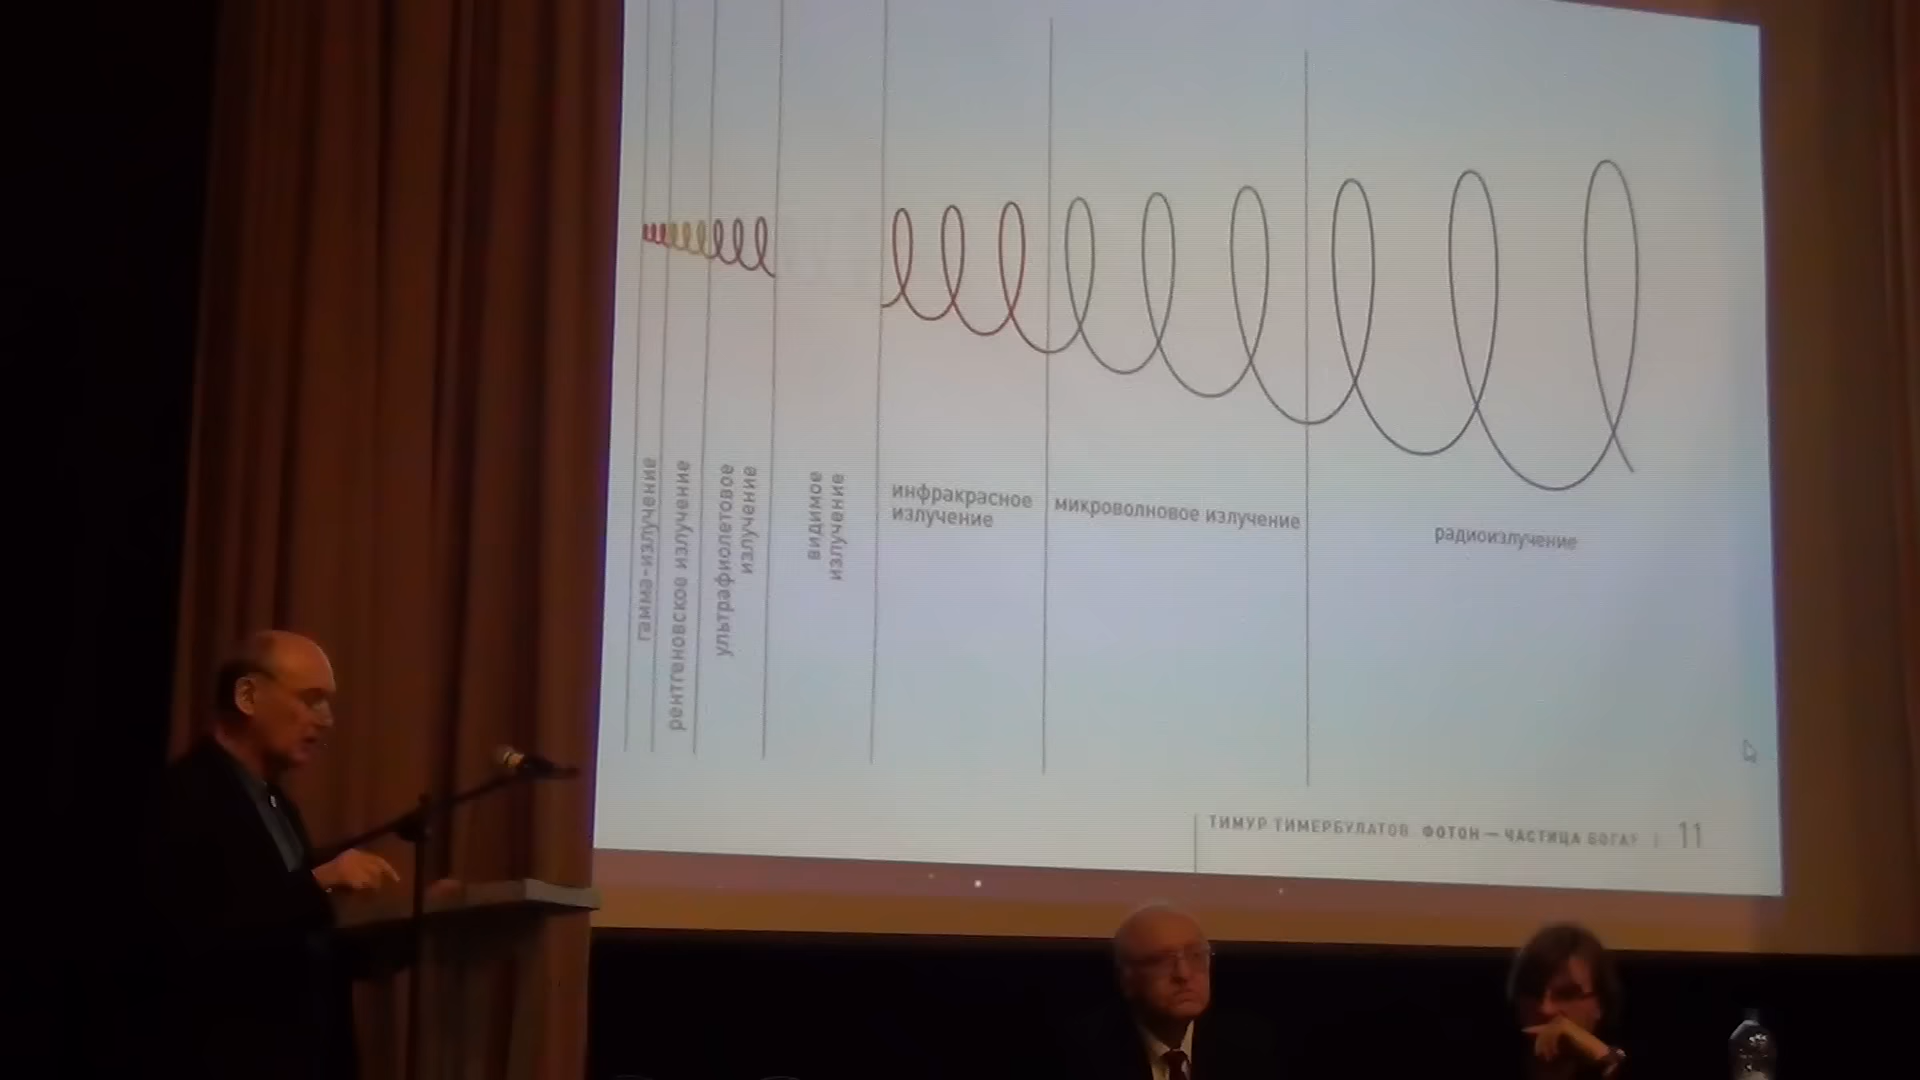 гамма-излучение
рентгеновское излучение
ультрафиолетовое
излучение
видимое
излучение
инфракрасное
излучение
микроволновое излучение
радиоизлучение
ТИМУР ТИМЕРБУЛАТОВ. ФОТОН — ЧАСТИЦА БОГА? | 11